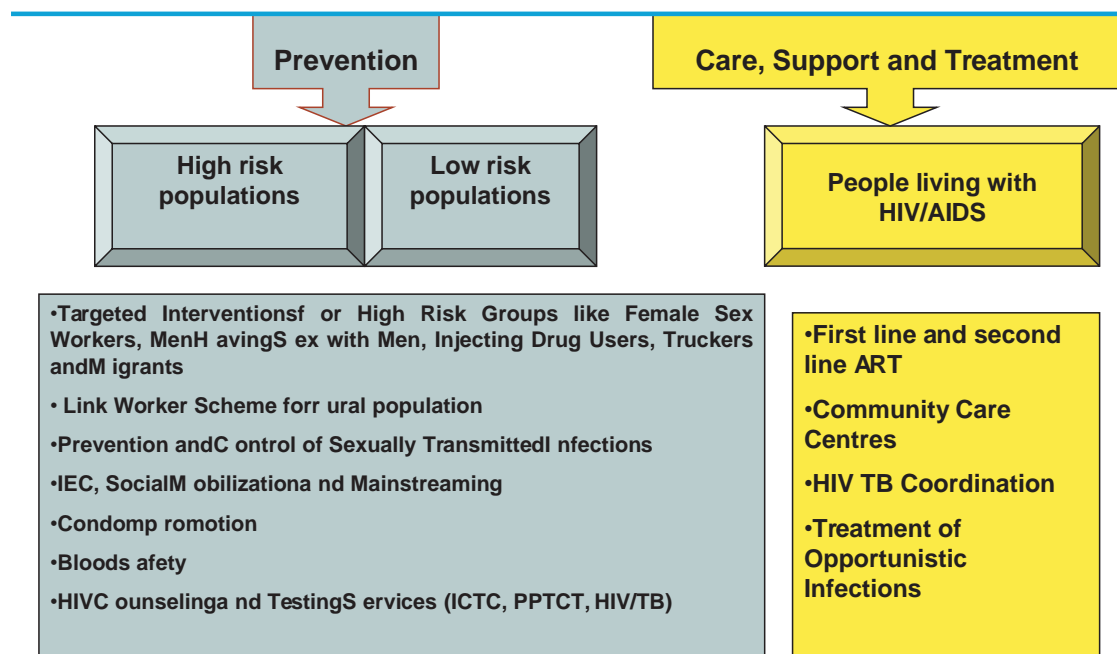 Prevention
Care, Support and Treatment
High risk
populations
Low risk
populations
People living with
HIV/AIDS
•Targeted Interventionsf or High Risk Groups like Female Sex
Workers, MenH avingS ex with Men, Injecting Drug Users, Truckers
andM igrants
• Link Worker Scheme forr ural population
•Prevention andC ontrol of Sexually TransmittedI nfections
•IEC, SocialM obilizationa nd Mainstreaming
•Condomp romotion
•Bloods afety
•HIVC ounselinga nd TestingS ervices (ICTC, PPTCT, HIV/TB)
•First line and second
line ART
•Community Care
Centres
•HIV TB Coordination
•Treatment of
Opportunistic
Infections